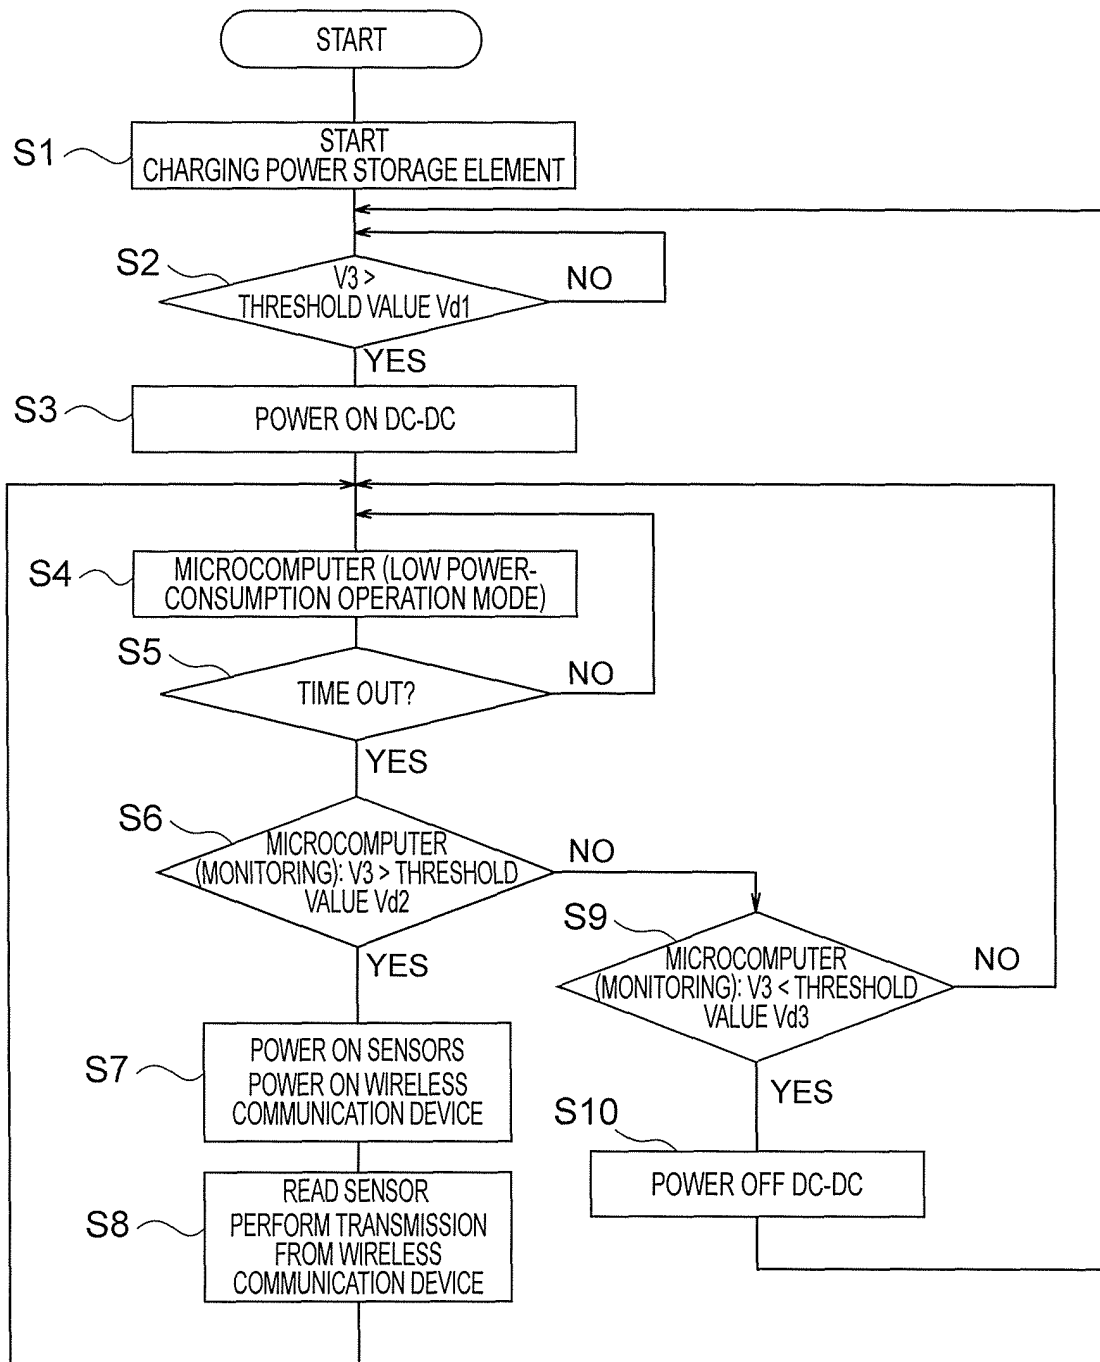 START
S1
START
CHARGING POWER STORAGE ELEMENT
S2
V3 >
THRESHOLD VALUE Vd1
NO
YES
S3
POWER ON DC-DC
S4
MICROCOMPUTER (LOW POWER-
CONSUMPTION OPERATION MODE)
S5
TIME OUT?
NO
YES
S6
MICROCOMPUTER
(MONITORING): V3 > THRESHOLD
VALUE Vd2
NO
YES
S9
MICROCOMPUTER
(MONITORING): V3 < THRESHOLD
VALUE Vd3
NO
YES
S7
POWER ON SENSORS
POWER ON WIRELESS
COMMUNICATION DEVICE
S10
POWER OFF DC-DC
S8
READ SENSOR
PERFORM TRANSMISSION
FROM WIRELESS
COMMUNICATION DEVICE